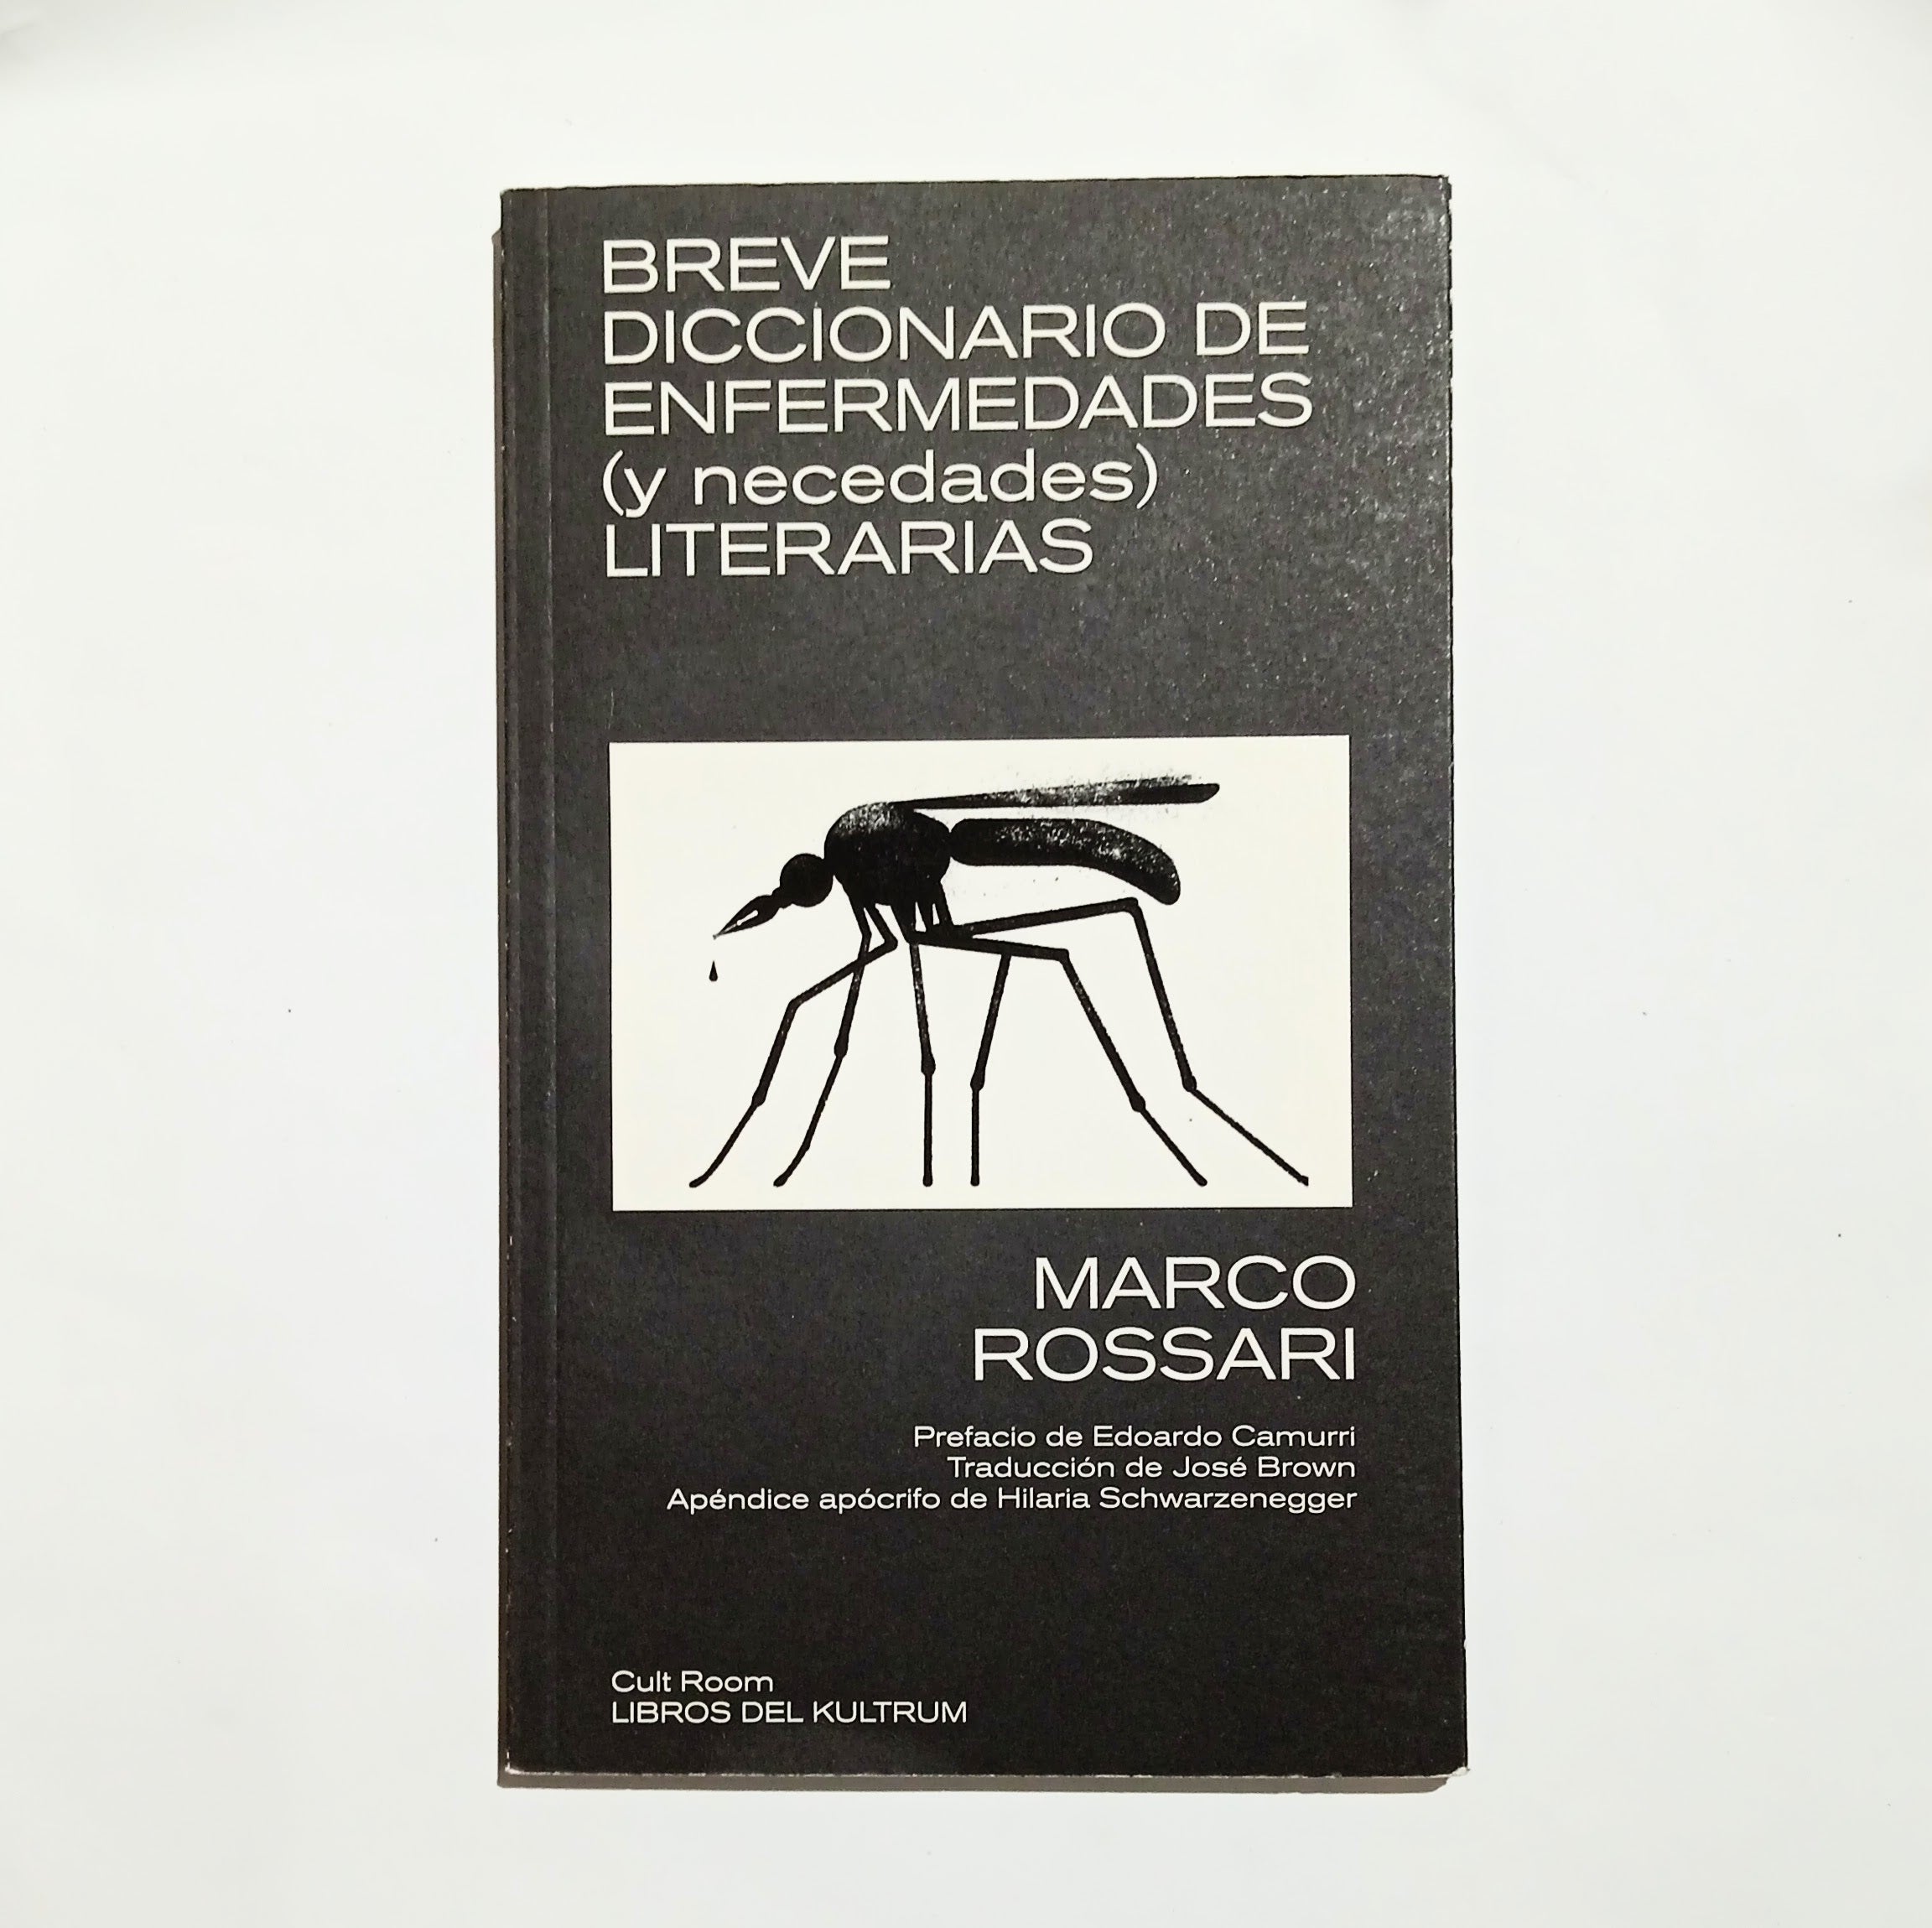 BREVE
DICCIONARIO DE
ENFERMEDADES
(y necedades)
LITERARIAS
MARCO
ROSSARI
Prefacio de Edoardo Camurri
Traducción de José Brown
Apéndice apócrifo de Hilaria Schwarzenegger
Cult Room
LIBROS DEL KULTRUM